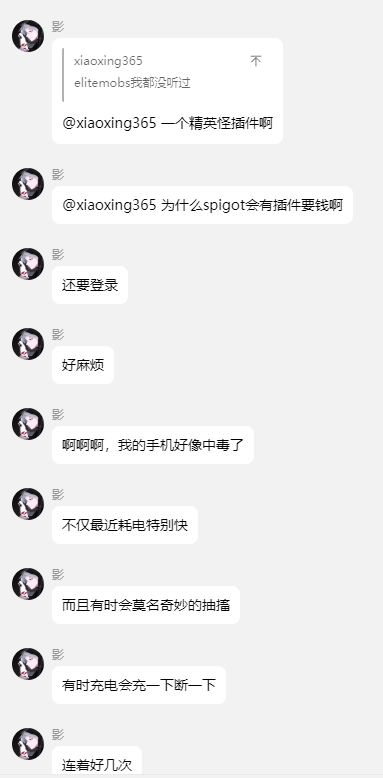 影
xiaoxing365
elitemobs我都没听过
@xiaoxing365 一个精英怪插件啊
影
@xiaoxing365 为什么spigot会有插件要钱啊
影
还要登录
影
好麻烦
影
啊啊啊，我的手机好像中毒了
影
不仅最近耗电特别快
影
而且有时会莫名奇妙的抽搐
影
有时充电会充一下断一下
影
连着好几次